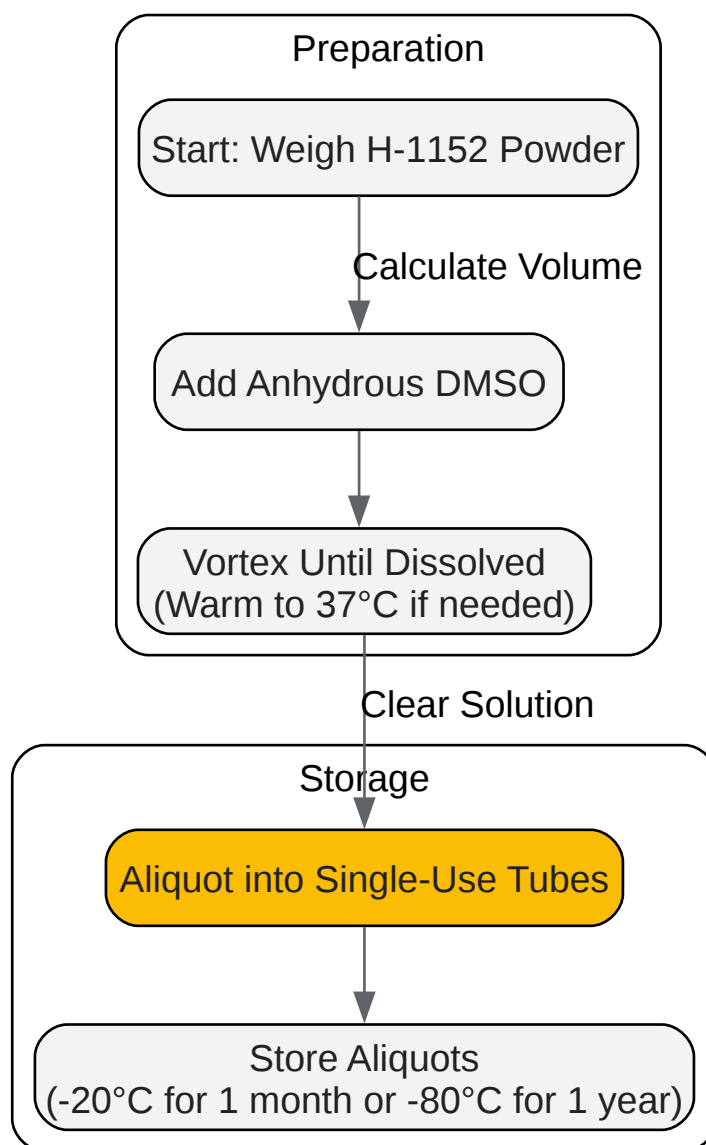 Preparation
Start: Weigh H-1152 Powder
Calculate Volume
Add Anhydrous DMSO
Vortex Until Dissolved
(Warm to 37°C if needed)
Clear Solution
Storage
Aliquot into Single-Use Tubes
Store Aliquots
(-20°C for 1 month or -80°C for 1 year)